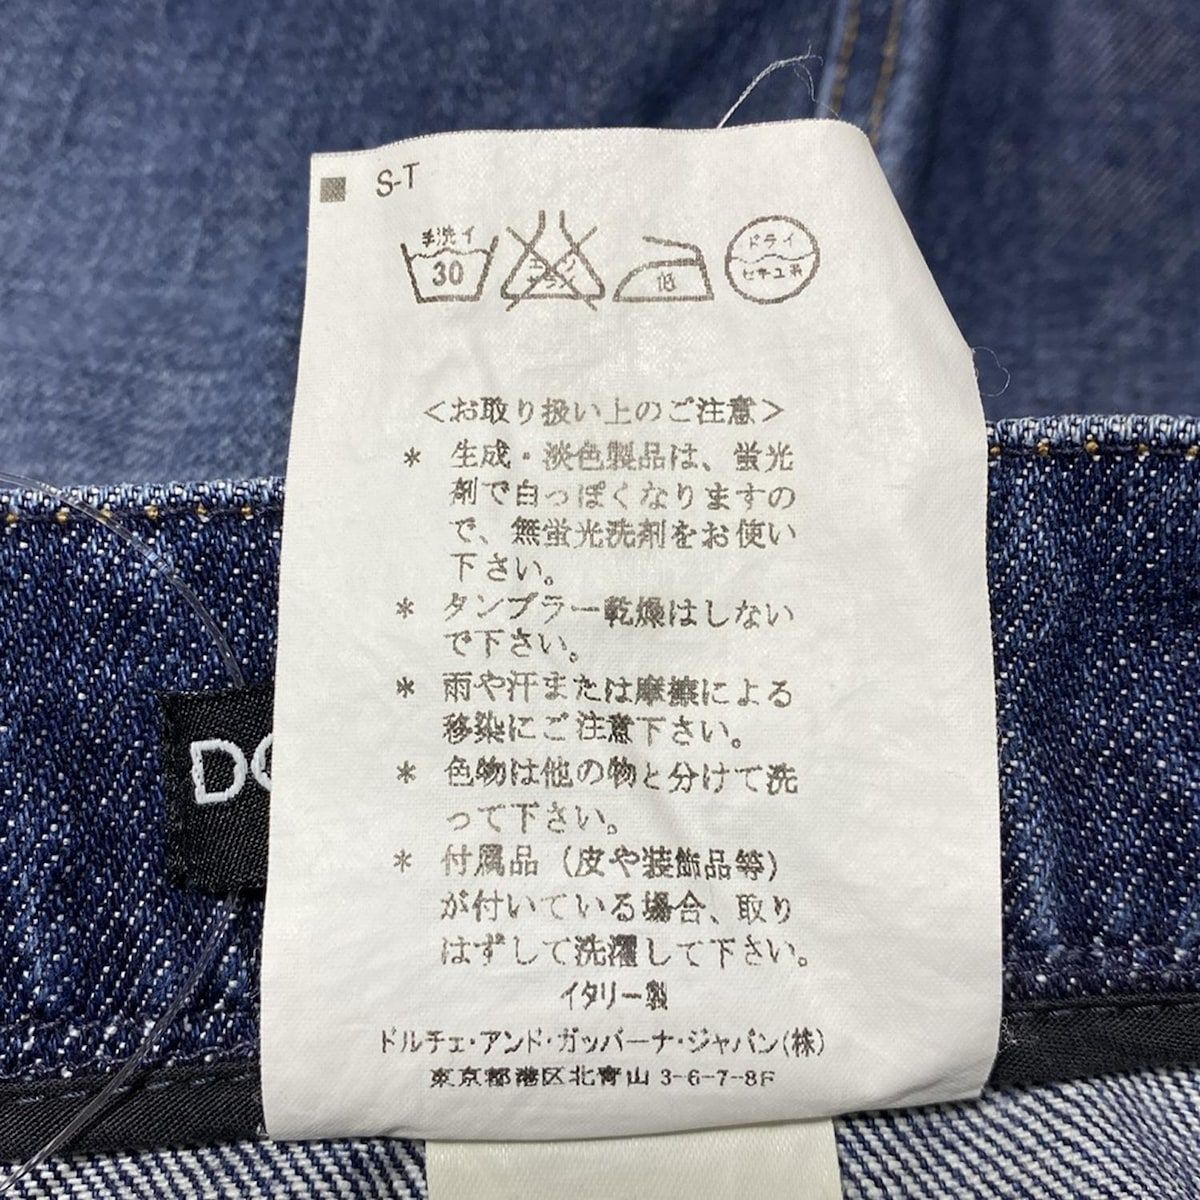 S-T
手洗イ
30
エンソ
サラシ
低
ドライ
セキユ系
<お取り扱い上のご注意>
* 生成・淡色製品は、蛍光
剤で白っぽくなりますの
で、無蛍光洗剤をお使い
下さい。
* タンブラー乾燥はしない
で下さい。
* 雨や汗または摩擦による
移染にご注意下さい。
* 色物は他の物と分けて洗
って下さい。
* 付属品(皮や装飾品等)
が付いている場合、取り
はずして洗濯して下さい。
イタリー製
ドルチェ・アンド・ガッバーナ・ジャパン(株)
東京都港区北青山 3-6-7-8F